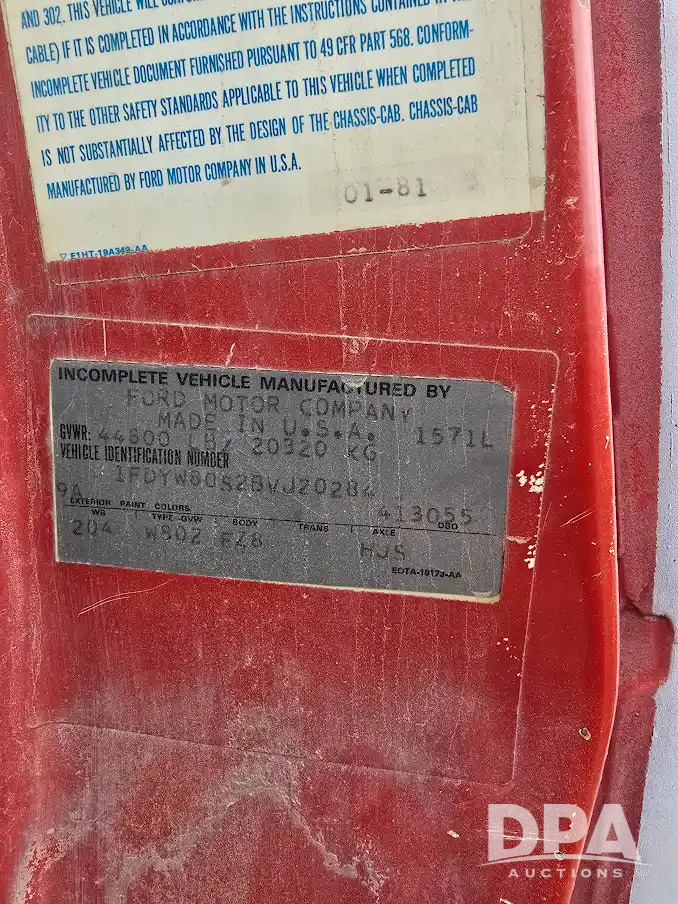 AND 302. THIS VEHICLE WILL
CABLE) IF IT IS COMPLETED IN ACCORDANCE WITH THE INSTRUCTIONS CONTAINED IN
INCOMPLETE VEHICLE DOCUMENT FURNISHED PURSUANT TO 49 CFR PART 568. CONFORM-
ITY TO THE OTHER SAFETY STANDARDS APPLICABLE TO THIS VEHICLE WHEN COMPLETED
IS NOT SUBSTANTIALLY AFFECTED BY THE DESIGN OF THE CHASSIS-CAB. CHASSIS-CAB
MANUFACTURED BY FORD MOTOR COMPANY IN U.S.A.
01-81
E1HT-19A349-AA
INCOMPLETE VEHICLE MANUFACTURED BY
FORD MOTOR COMPANY
MADE IN U.S.A. 1571L
GVWR: 44800 LB/ 20320 KG
VEHICLE IDENTIFICATION NUMBER
9A
EXTERIOR PAINT COLORS 413055
WB TYPE-GVW BODY TRANS AXLE DSO
204 W802 HJS
EOTA-19173-AA
DPA
AUCTIONS